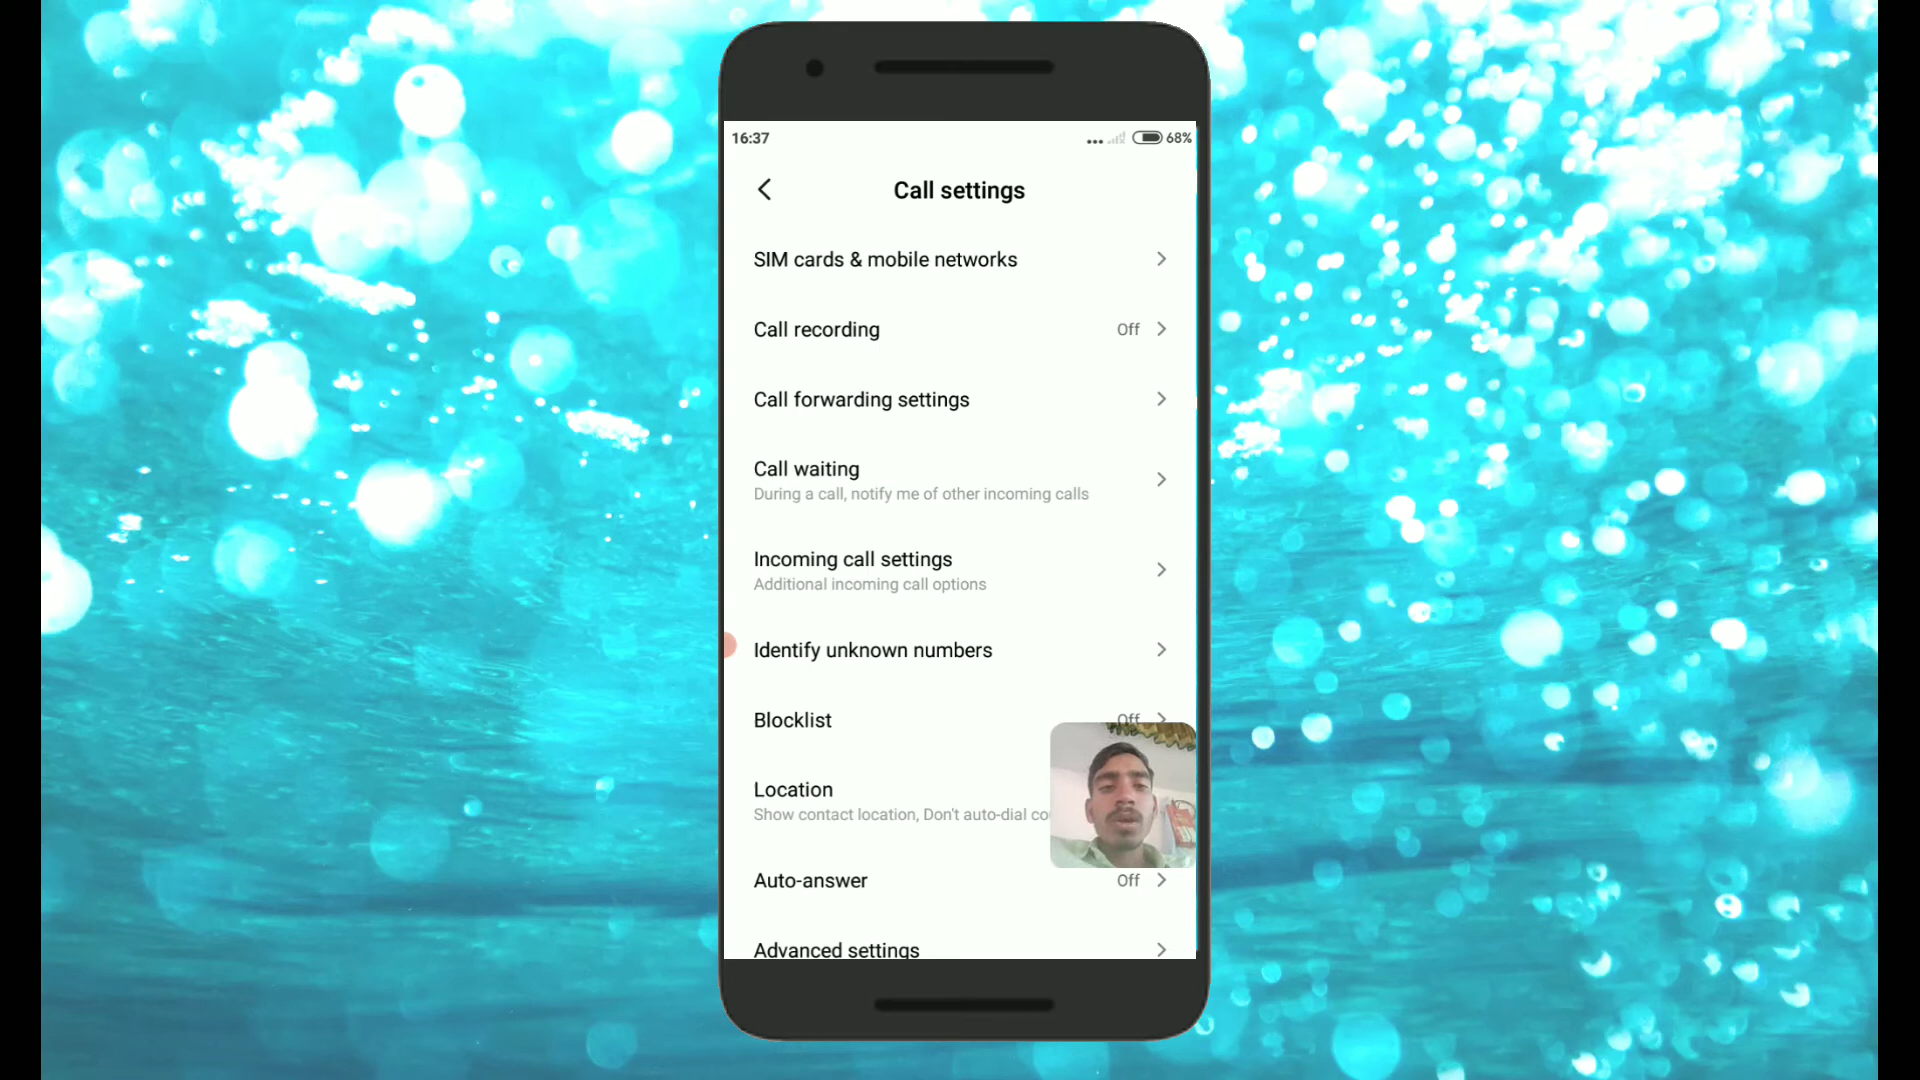 16:37
68%
Call settings
SIM cards & mobile networks
Call recording Off
Call forwarding settings
Call waiting
During a call, notify me of other incoming calls
Incoming call settings
Additional incoming call options
Identify unknown numbers
Blocklist Off
Location
Show contact location, Don't auto-dial
Auto-answer Off
Advanced settings